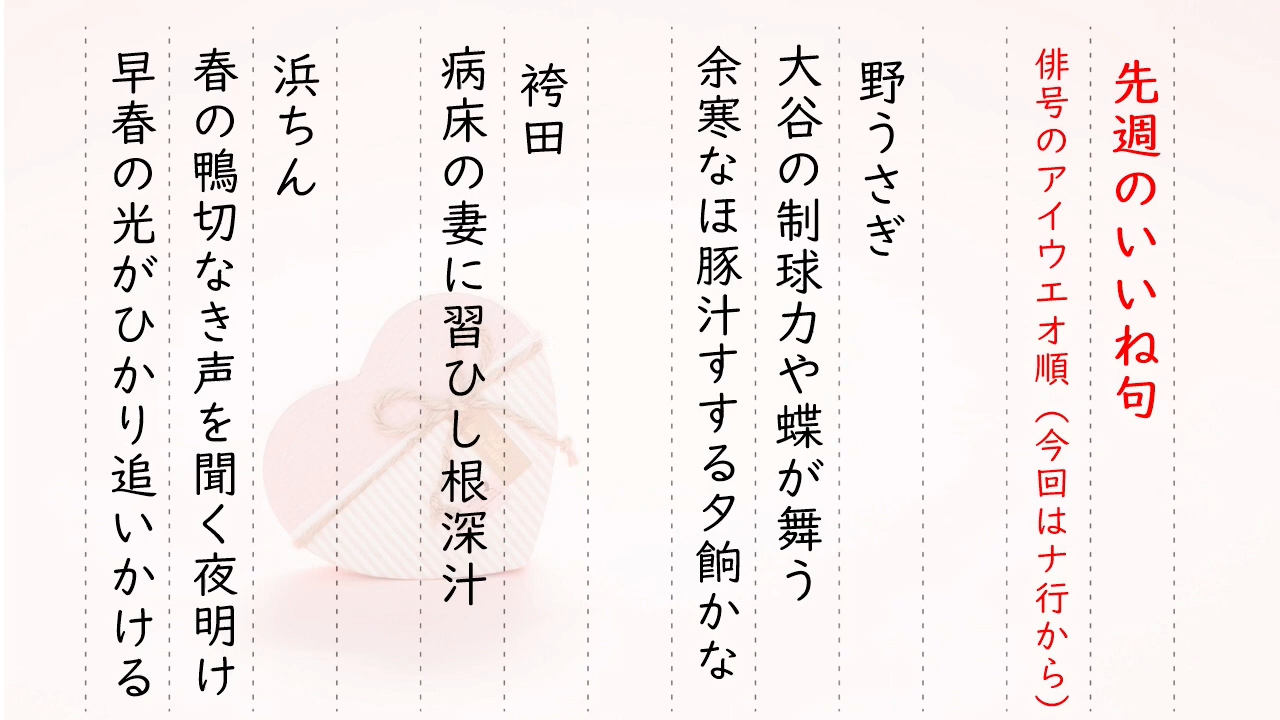 先週のいいね句
俳号のアイウエオ順（今回はナ行から）
野うさぎ
大谷の制球力や蝶が舞う
余寒なほ豚汁すする夕餉かな
袴田
病床の妻に習ひし根深汁
浜ちん
春の鴨切なき声を聞く夜明け
早春の光がひかり追いかける